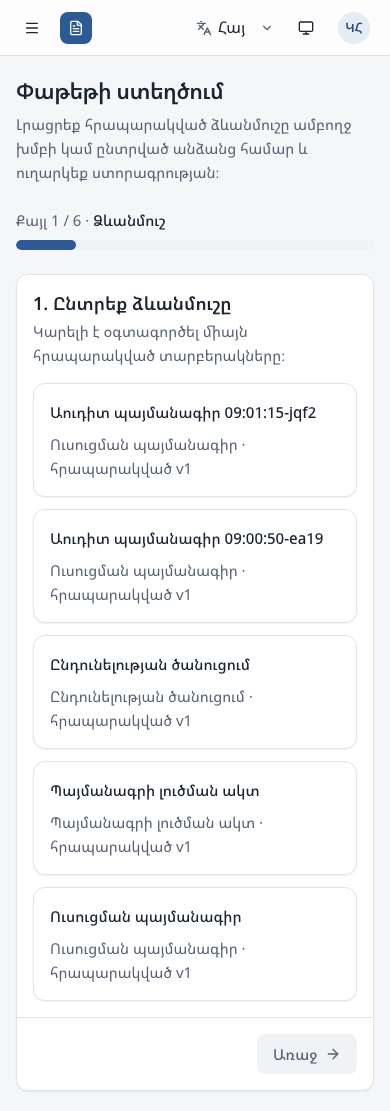 Հայ
ԿՀ
Փաթեթի ստեղծում
Լրացրեք հրապարակված ձևանմուշը ամբողջ
խմբի կամ ընտրված անձանց համար և
ուղարկեք ստորագրության։
Քայլ 1 / 6 · Ձևանմուշ
1. Ընտրեք ձևանմուշը
Կարելի է օգտագործել միայն
հրապարակված տարբերակները։
Աուդիտ պայմանագիր 09:01:15-jqf2
Ուսուցման պայմանագիր ·
հրապարակված v1
Աուդիտ պայմանագիր 09:00:50-ea19
Ուսուցման պայմանագիր ·
հրապարակված v1
Ընդունելության ծանուցում
Ընդունելության ծանուցում ·
հրապարակված v1
Պայմանագրի լուծման ակտ
Պայմանագրի լուծման ակտ ·
հրապարակված v1
Ուսուցման պայմանագիր
Ուսուցման պայմանագիր ·
հրապարակված v1
Առաջ